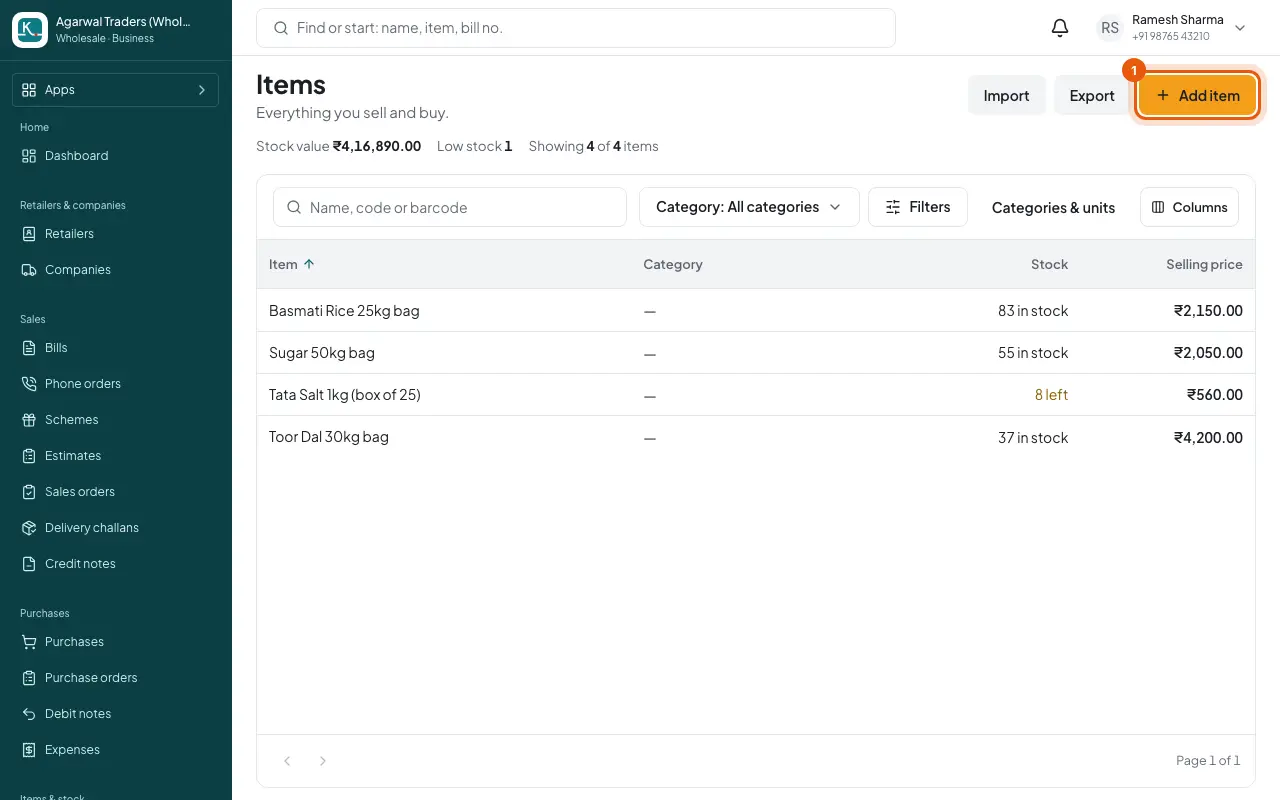 Agarwal Traders (Whol...
Wholesale · Business
Apps
Home
Dashboard
Retailers & companies
Retailers
Companies
Sales
Bills
Phone orders
Schemes
Estimates
Sales orders
Delivery challans
Credit notes
Purchases
Purchases
Purchase orders
Debit notes
Expenses
Items & stock
Find or start: name, item, bill no.
RS
Ramesh Sharma
+91 98765 43210
Items
Everything you sell and buy.
Import
Export
1
+ Add item
Stock value ₹4,16,890.00 Low stock 1 Showing 4 of 4 items
Name, code or barcode
Category: All categories
Filters
Categories & units
Columns
Item Category Stock Selling price
Basmati Rice 25kg bag — 83 in stock ₹2,150.00
Sugar 50kg bag — 55 in stock ₹2,050.00
Tata Salt 1kg (box of 25) — 8 left ₹560.00
Toor Dal 30kg bag — 37 in stock ₹4,200.00
Page 1 of 1